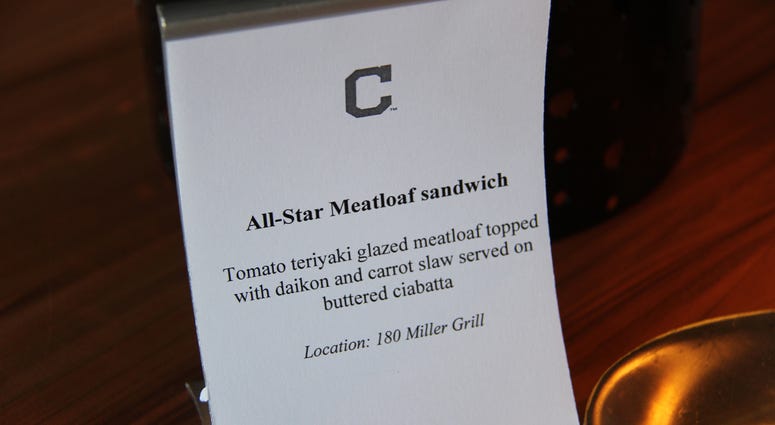 C™
All-Star Meatloaf sandwich
Tomato teriyaki glazed meatloaf topped
with daikon and carrot slaw served on
buttered ciabatta
Location: 180 Miller Grill